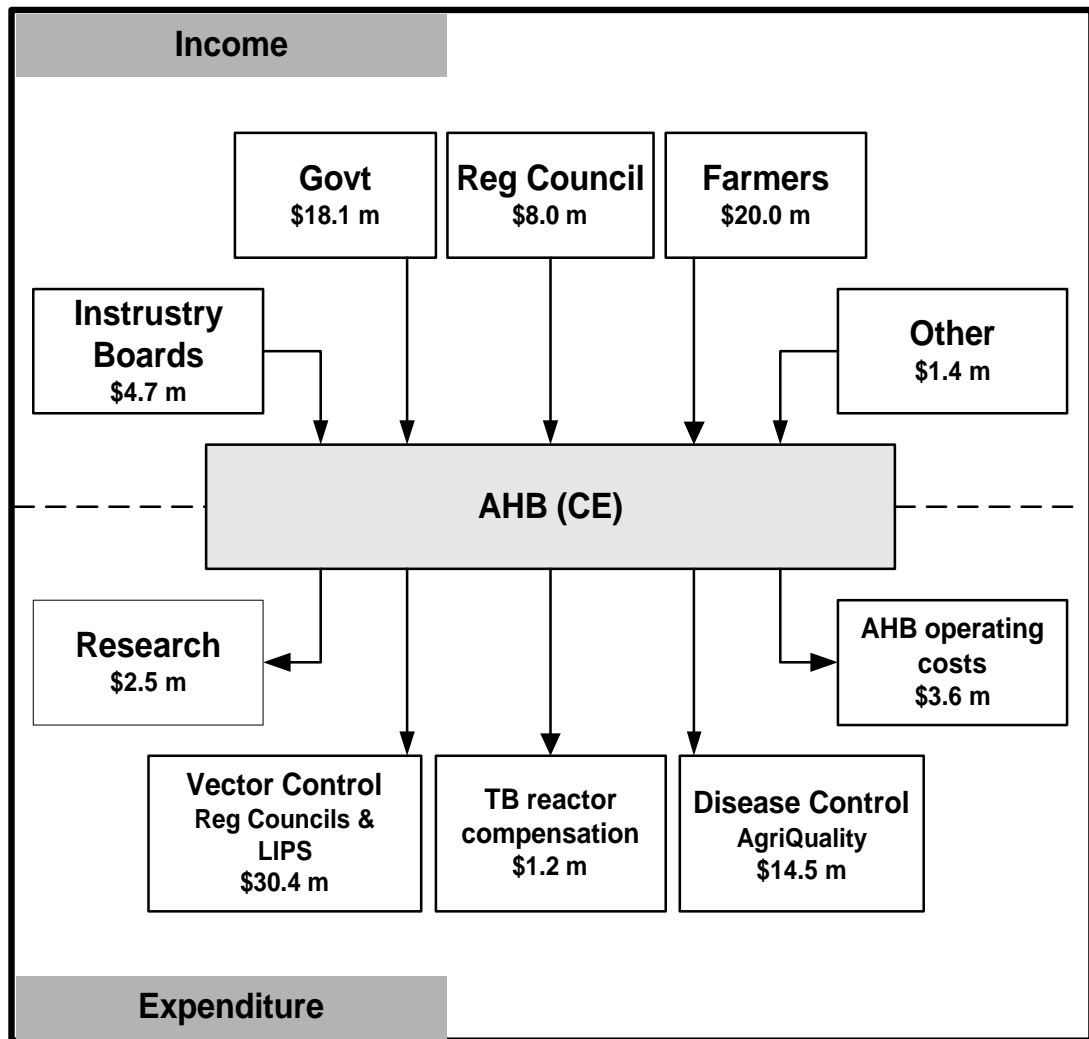 Income
Govt
$18.1 m
Reg Council
$8.0 m
Farmers
$20.0 m
Instrustry
Boards
$4.7 m
Other
$1.4 m
AHB (CE)
Research
$2.5 m
AHB operating
costs
$3.6 m
Vector Control
Reg Councils &
LIPS
$30.4 m
TB reactor
compensation
$1.2 m
Disease Control
AgriQuality
$14.5 m
Expenditure